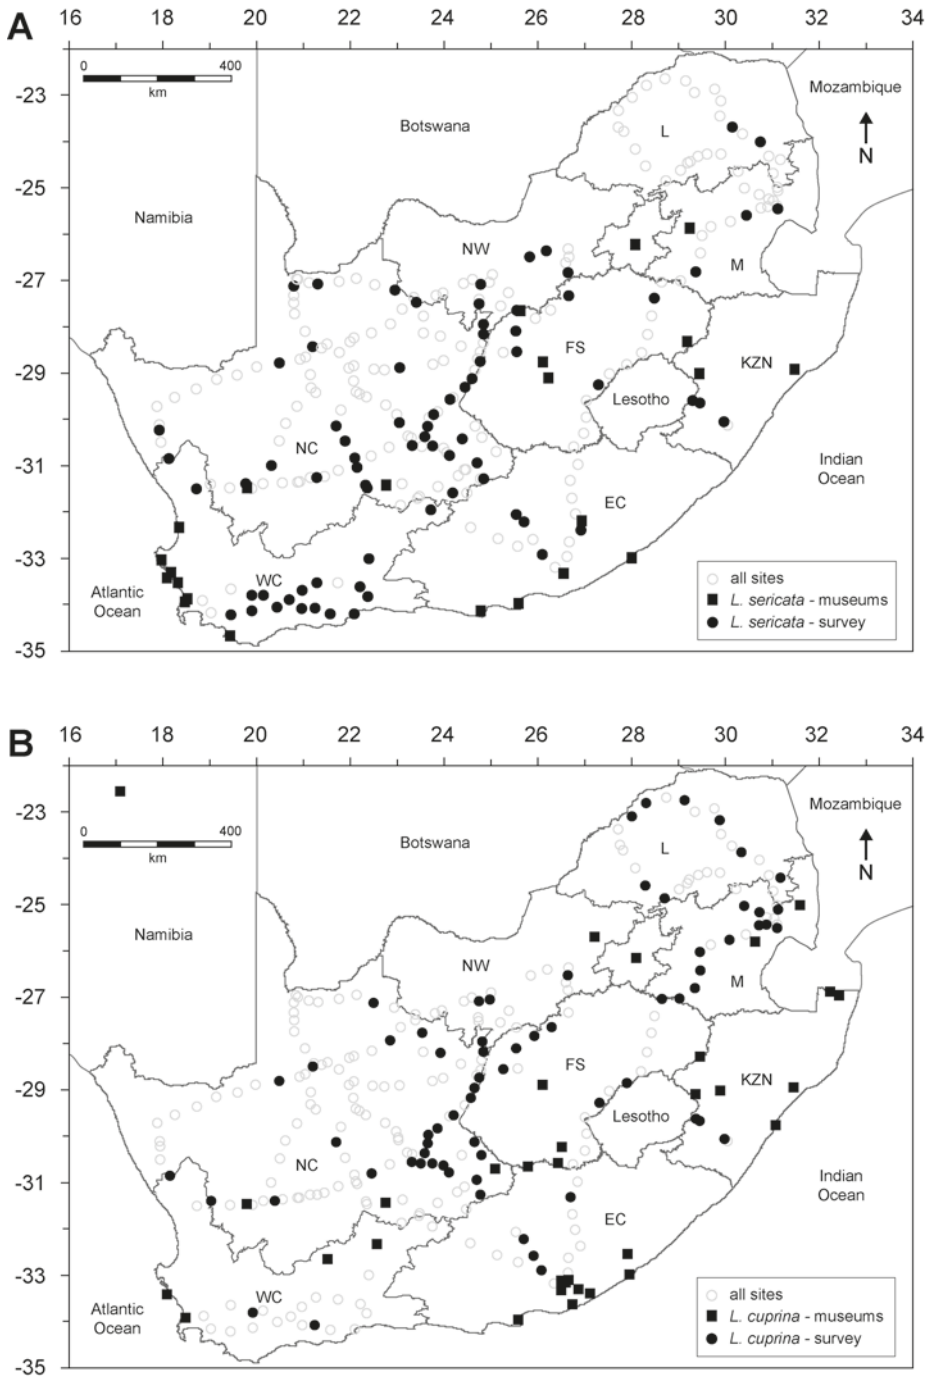 A
16 18 20 22 24 26 28 30 32 34
-23
0 400
km
Mozambique
N
Botswana
L
-25
Namibia
NW
M
-27
FS
KZN
-29
Lesotho
NC
-31
Indian
Ocean
EC
-33
WC
Atlantic
Ocean
all sites
L. sericata - museums
L. sericata - survey
-35
B
16 18 20 22 24 26 28 30 32 34
-23
0 400
km
Mozambique
N
Botswana
L
-25
Namibia
NW
M
-27
FS
KZN
-29
Lesotho
NC
-31
Indian
Ocean
EC
-33
WC
Atlantic
Ocean
all sites
L. cuprina - museums
L. cuprina - survey
-35